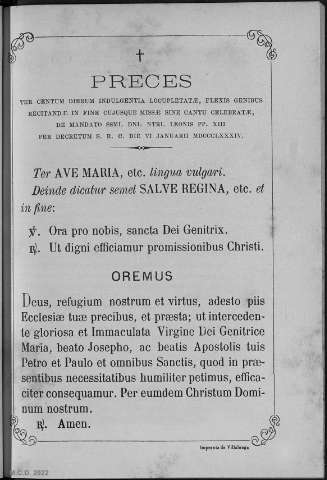 PRECES
TER CENTUM DIERUM INDULGENTIA LOCUPLETATÆ, FLEXIS GENIBUS
RECITANDÆ IN FINE CUJUSQUE MISSÆ SINE CANTU CELEBRATÆ,
DE MANDATO SSMI. DNI. NTRI. LEONIS PP. XIII
PER DECRETUM S. R. C. DIE VI JANUARII MDCCCLXXXIV.
Ter AVE MARIA, etc. lingua vulgari.
Deinde dicatur semel SALVE REGINA, etc. et
in fine:
℣. Ora pro nobis, sancta Dei Genitrix.
℟. Ut digni efficiamur promissionibus Christi.
OREMUS
Deus, refugium nostrum et virtus, adesto piis
Ecclesiæ tuæ precibus, et præsta; ut interceden-
te gloriosa et Immaculata Virgine Dei Genitrice
Maria, beato Josepho, ac beatis Apostolis tuis
Petro et Paulo et omnibus Sanctis, quod in præ-
sentibus necessitatibus humiliter petimus, effica-
citer consequamur. Per eumdem Christum Domi-
num nostrum.
℟. Amen.
Imprenta de Villalonga
A.C.D. 2022